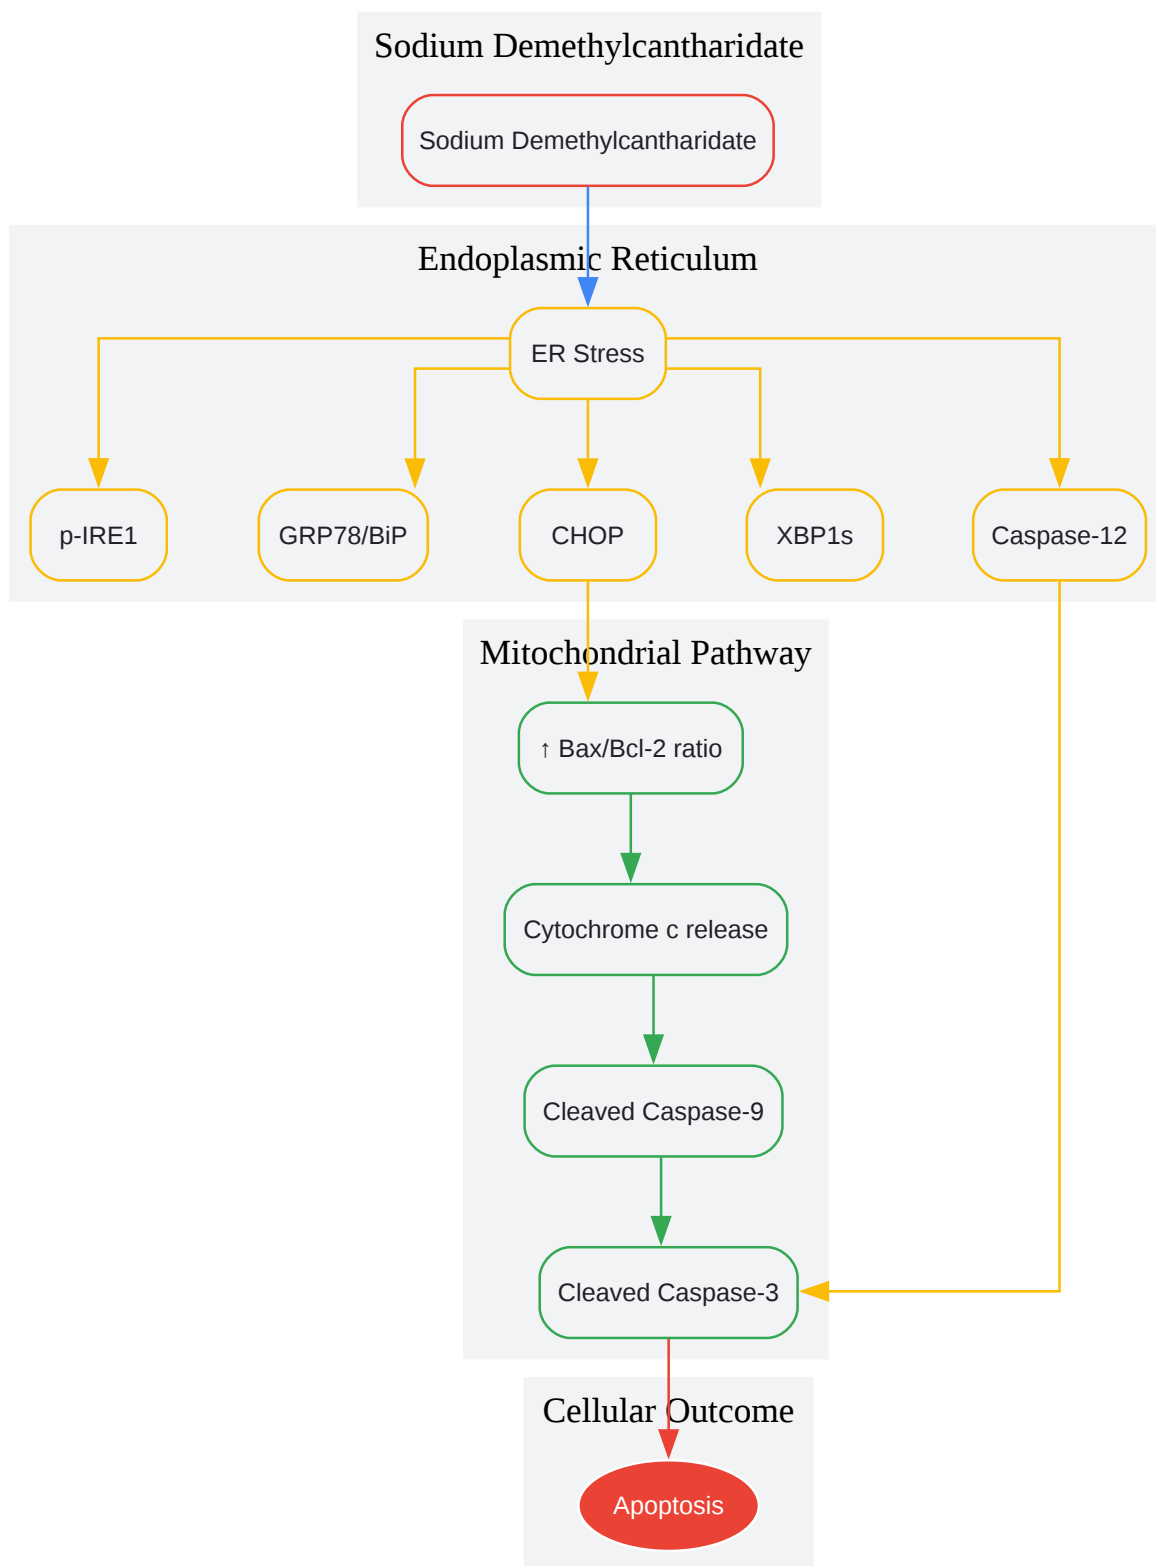 Sodium Demethylcantharidate
Sodium Demethylcantharidate
Endoplasmic Reticulum
ER Stress
p-IRE1
GRP78/BiP
CHOP
XBP1s
Caspase-12
Mitochondrial Pathway
↑ Bax/Bcl-2 ratio
Cytochrome c release
Cleaved Caspase-9
Cleaved Caspase-3
Cellular Outcome
Apoptosis